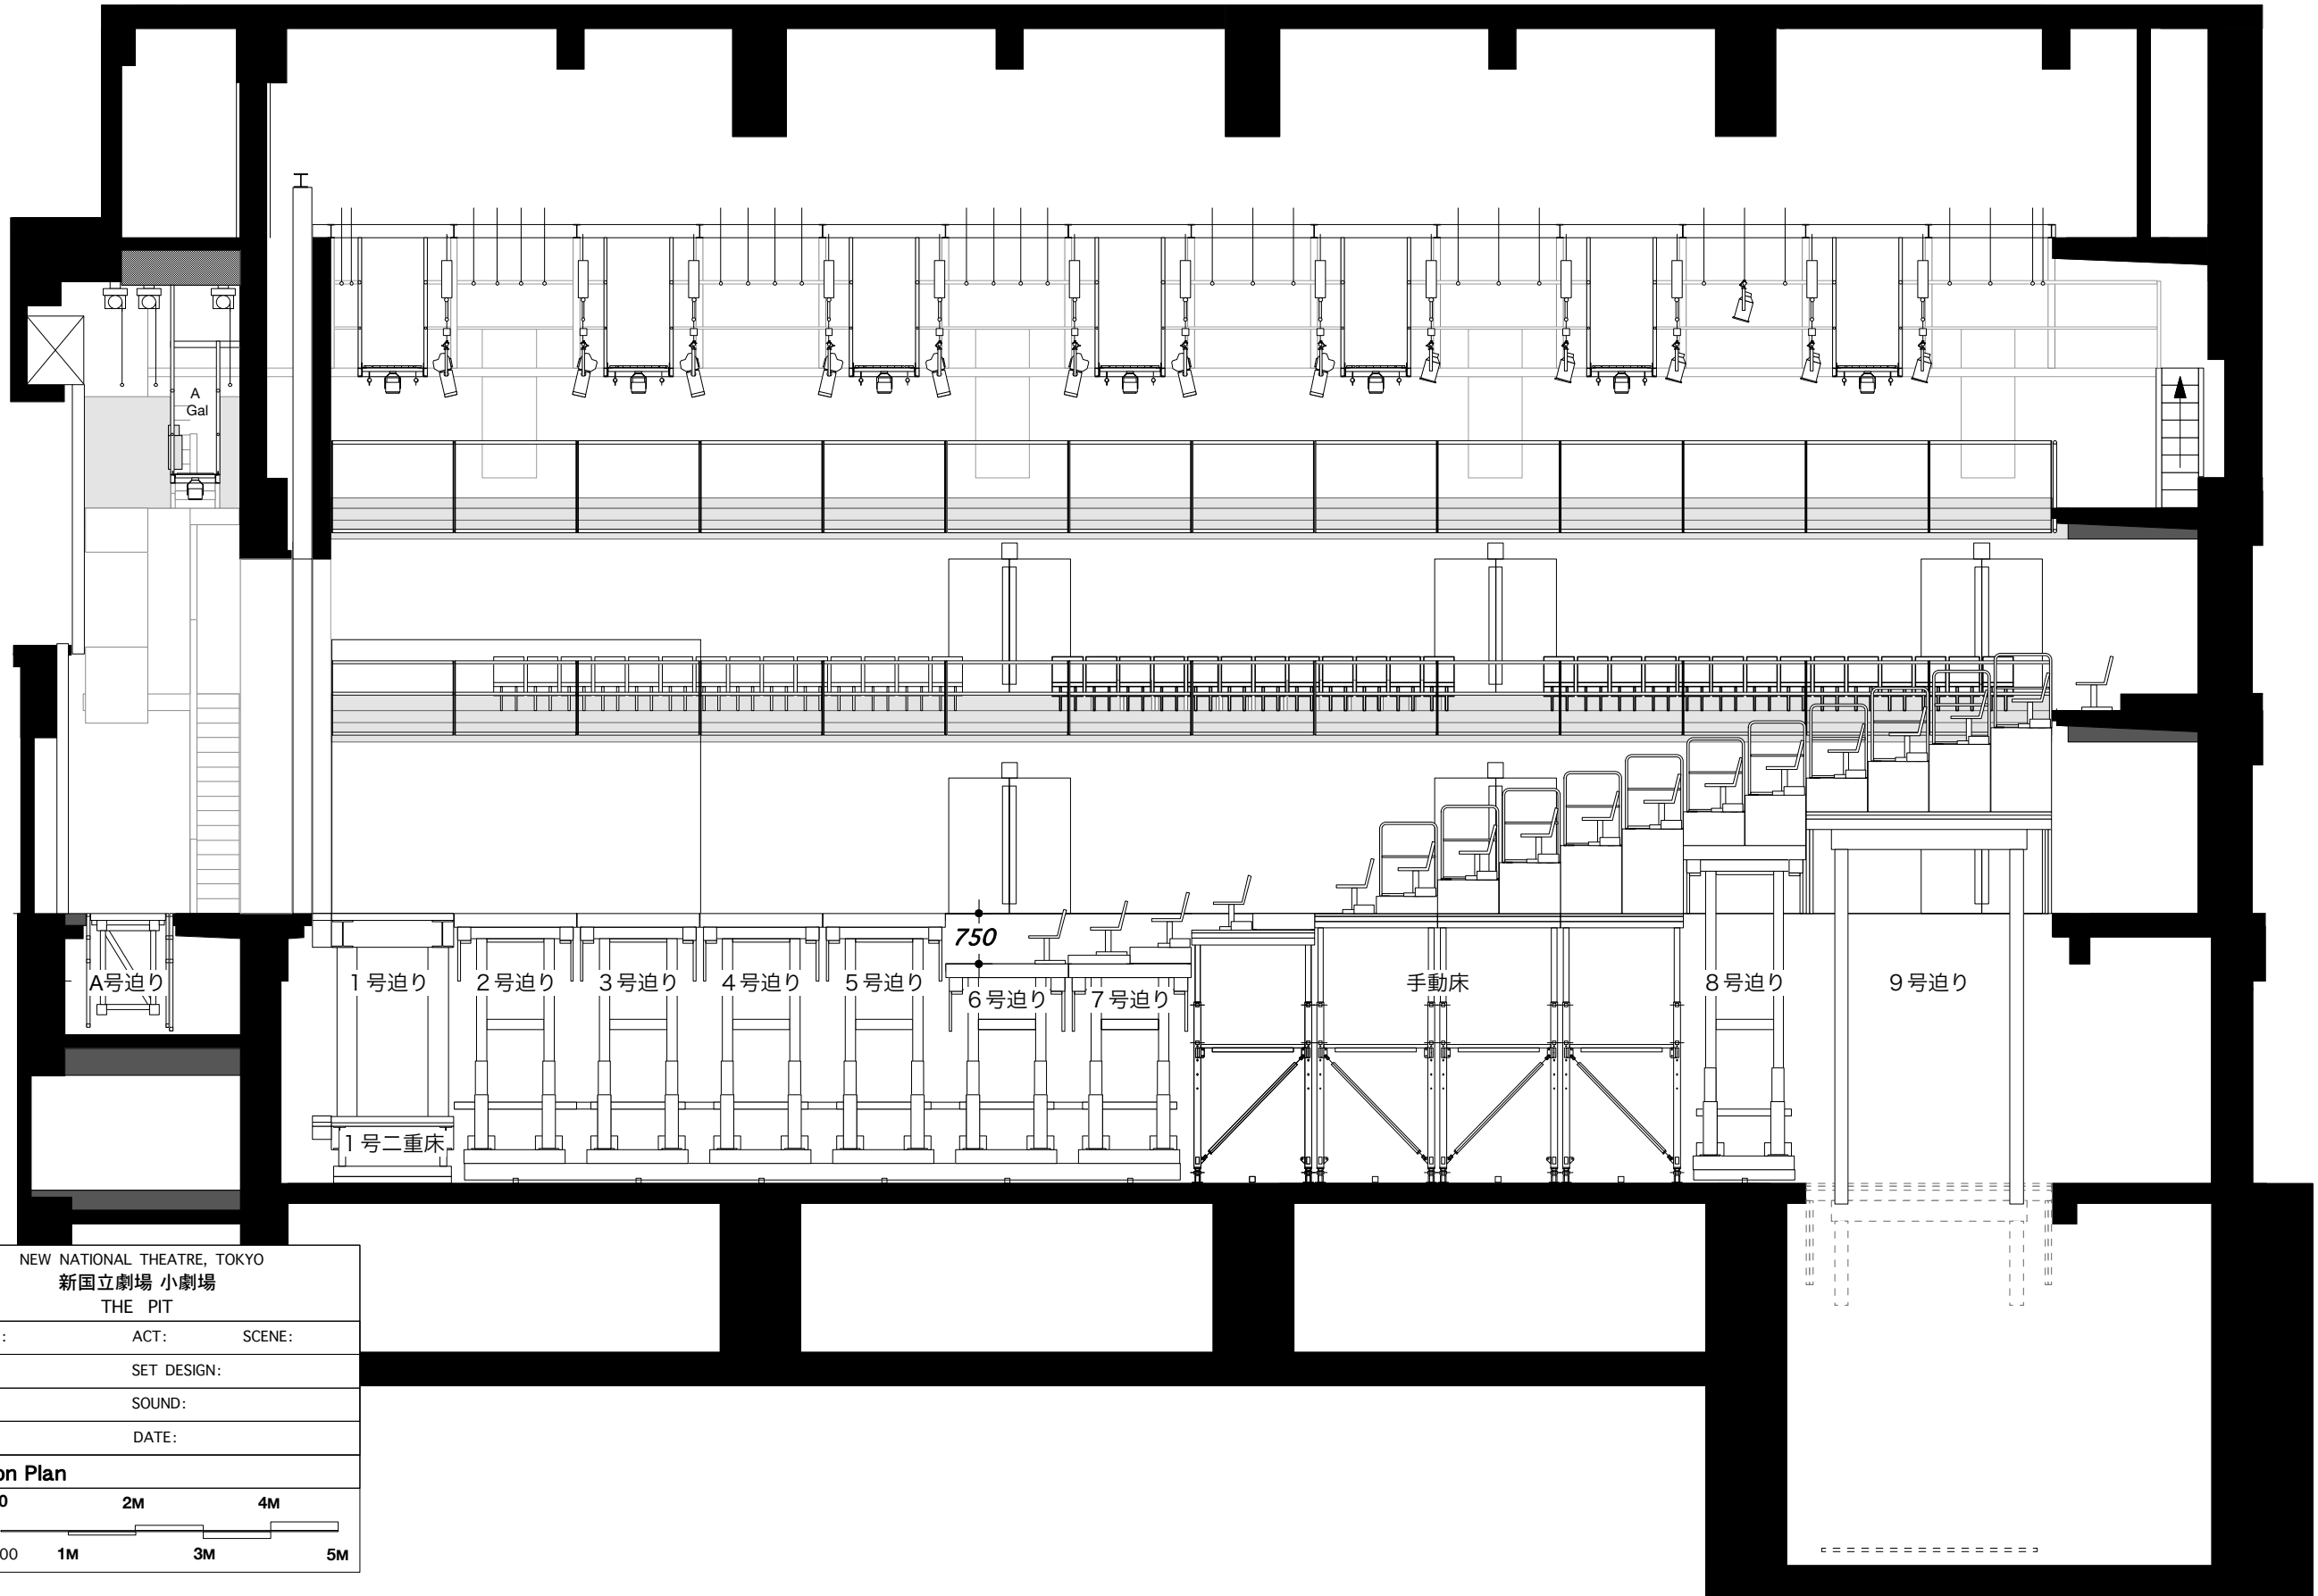 A
Gal
750
A号迫り
１号迫り
２号迫り
３号迫り
４号迫り
５号迫り
６号迫り
７号迫り
手動床
８号迫り
９号迫り
１号二重床
NEW NATIONAL THEATRE, TOKYO
新国立劇場 小劇場
THE PIT
: ACT: SCENE:
SET DESIGN:
SOUND:
DATE:
on Plan
0 2M 4M
00 1M 3M 5M